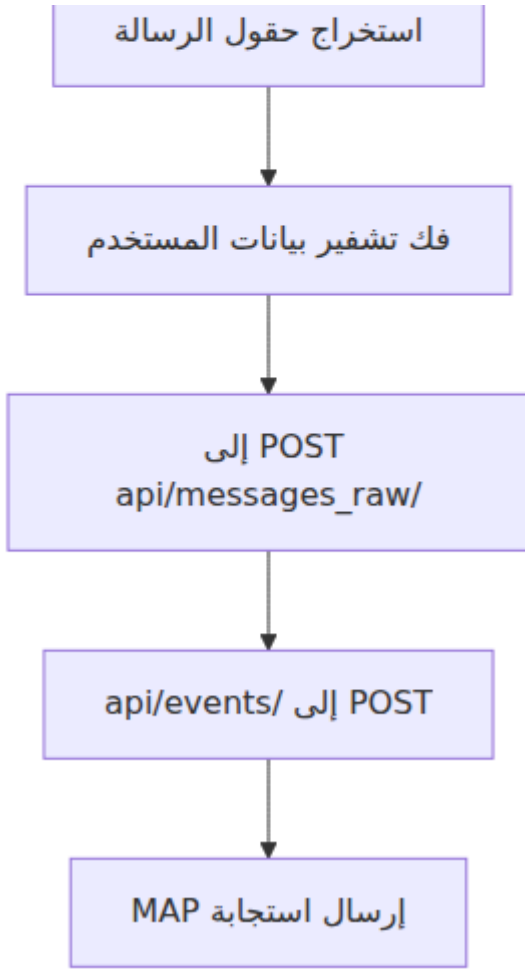 استخراج حقول الرسالة
فك تشفير بيانات المستخدم
POST إلى
api/messages_raw/
POST إلى /api/events
إرسال استجابة MAP